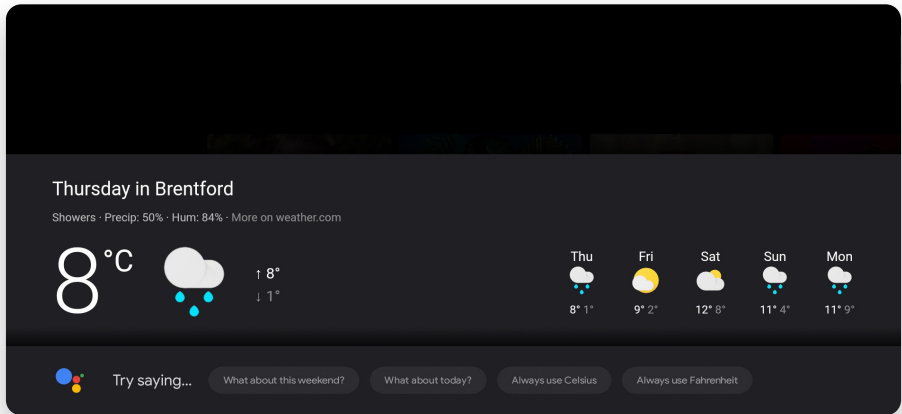 Thursday in Brentford
Showers · Precip: 50% · Hum: 84% · More on weather.com
8 °C
↑ 8°
↓ 1°
Thu Fri Sat Sun Mon
8° 1° 9° 2° 12° 8° 11° 4° 11° 9°
Try saying... What about this weekend? What about today? Always use Celsius Always use Fahrenheit